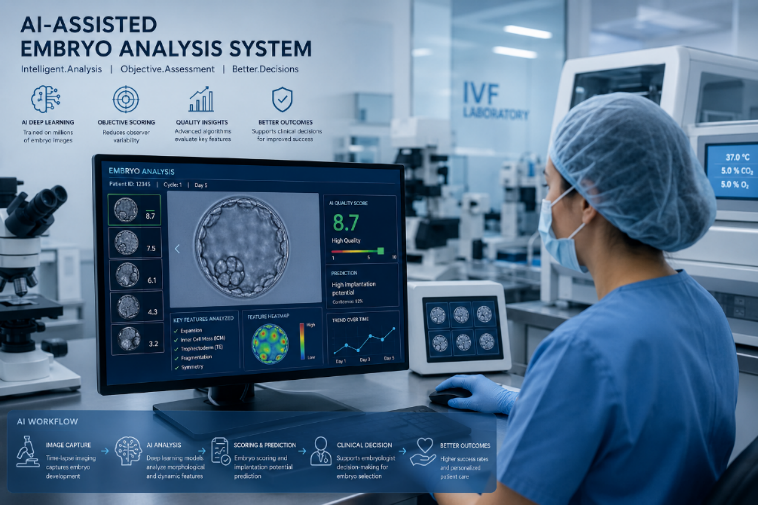 AI-ASSISTED
EMBRYO ANALYSIS SYSTEM
Intelligent.Analysis | Objective.Assessment | Better.Decisions
AI DEEP LEARNING
Trained on millions
of embryo images
OBJECTIVE SCORING
Reduces observer
variability
QUALITY INSIGHTS
Advanced algorithms
evaluate key features
BETTER OUTCOMES
Supports clinical decisions
for improved success
IVF
LABORATORY
37.0 °C
5.0 % CO₂
5.0 % O₂
EMBRYO ANALYSIS
Patient ID: 12345 | Cycle: 1 | Day 5
8.7
7.5
6.1
4.3
3.2
AI QUALITY SCORE
8.7
High Quality
1 5 10
PREDICTION
High implantation
potential
KEY FEATURES ANALYZED
✓ Expansion
✓ Inner Cell Mass (ICM)
✓ Trophectoderm (TE)
✓ Fragmentation
✓ Symmetry
FEATURE HEATMAP
High
Low
TREND OVER TIME
Day 1 Day 3 Day 5
AI WORKFLOW
IMAGE CAPTURE
Time-lapse imaging
captures embryo
development
AI ANALYSIS
Deep learning models
analyze morphological
and dynamic features
SCORING & PREDICTION
Embryo scoring and
implantation potential
prediction
CLINICAL DECISION
Supports embryologist
decision-making for
embryo selection
BETTER OUTCOMES
Higher success rates
and personalized
patient care